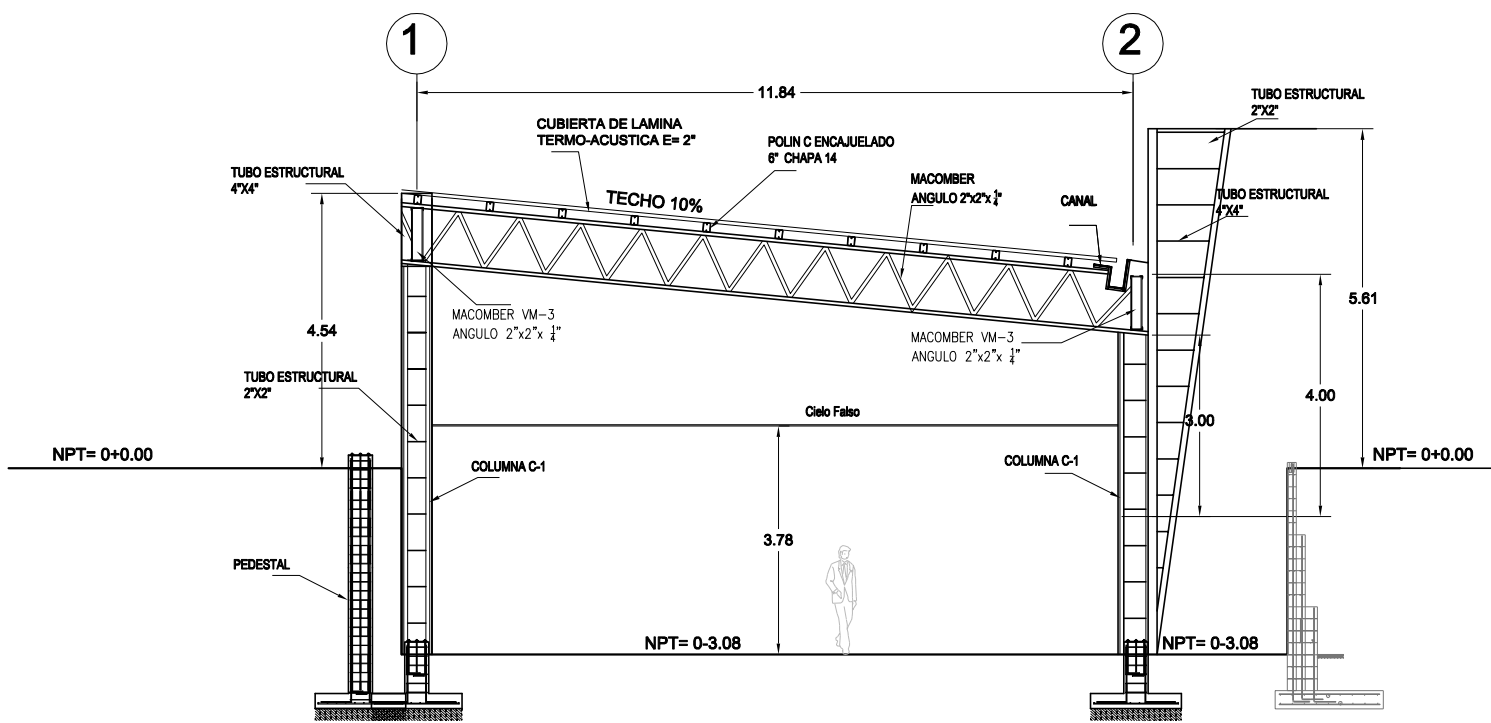 1
2
11.84
TUBO ESTRUCTURAL
2"X2"
CUBIERTA DE LAMINA
TERMO-ACUSTICA E= 2"
POLIN C ENCAJUELADO
6" CHAPA 14
TUBO ESTRUCTURAL
4"X4"
TECHO 10%
MACOMBER
ANGULO 2"x2"x 1/4"
CANAL
TUBO ESTRUCTURAL
4"X4"
5.61
4.54
MACOMBER VM-3
ANGULO 2"x2"x 1/4"
MACOMBER VM-3
ANGULO 2"x2"x 1/4"
TUBO ESTRUCTURAL
2"X2"
4.00
3.00
Cielo Falso
NPT= 0+0.00
NPT= 0+0.00
COLUMNA C-1
COLUMNA C-1
3.78
PEDESTAL
NPT= 0-3.08
NPT= 0-3.08